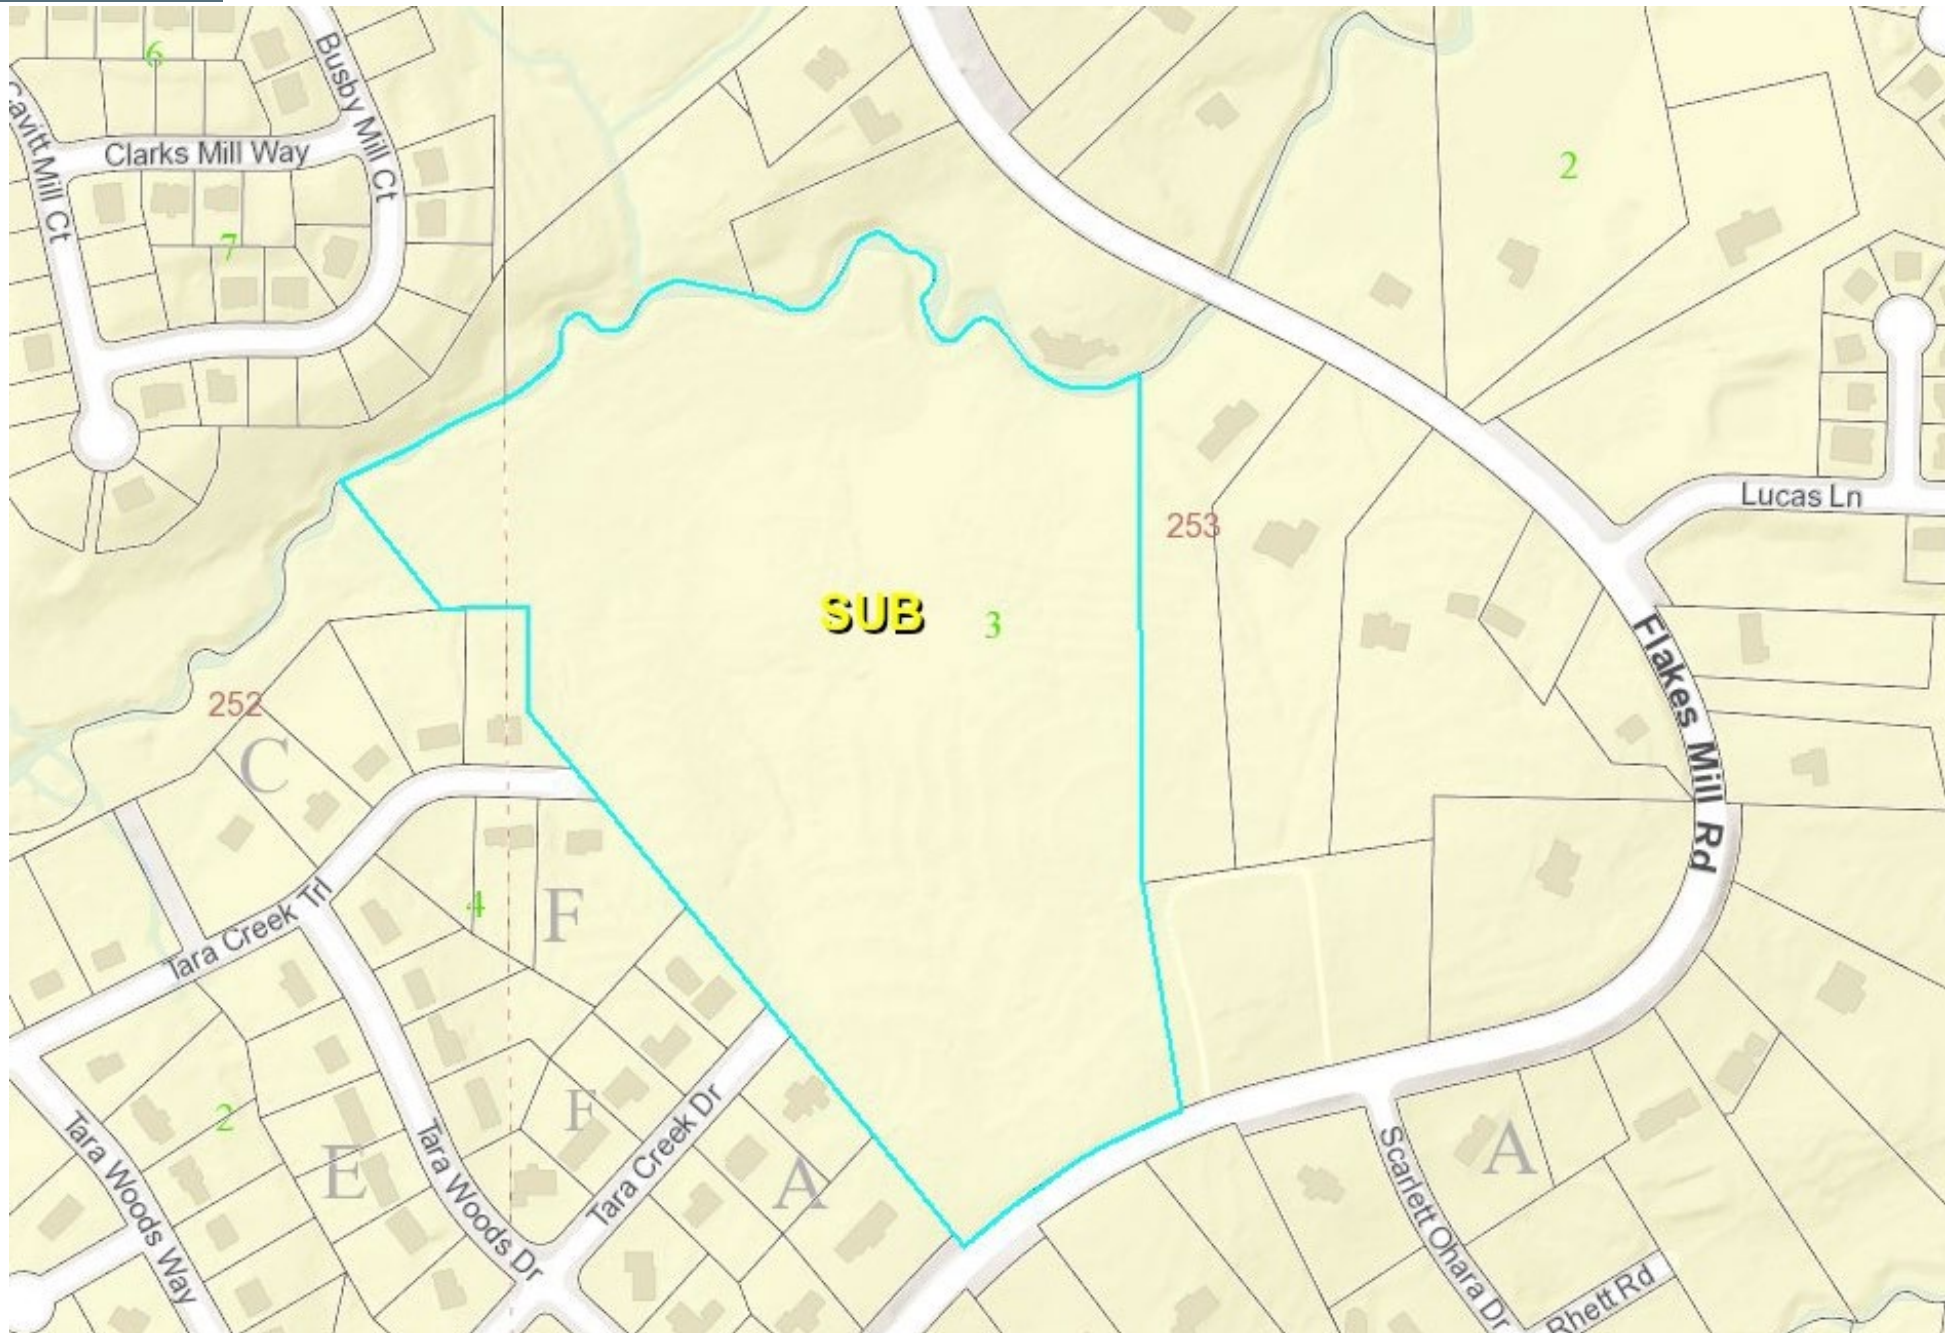 6
Busby Mill Ct
Clarks Mill Way
Cavitt Mill Ct
7
2
Lucas Ln
253
SUB
3
Flakes Mill Rd
252
C
4
F
Tara Creek Trl
2
E
F
Tara Creek Dr
A
A
Tara Woods Way
Tara Woods Dr
Scarlett Ohara Dr
Rhett Rd